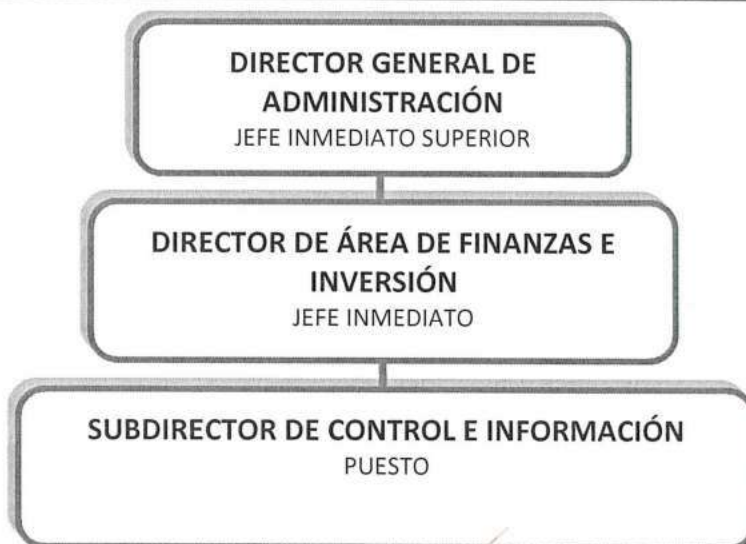 DIRECTOR GENERAL DE
ADMINISTRACIÓN
JEFE INMEDIATO SUPERIOR
DIRECTOR DE ÁREA DE FINANZAS E
INVERSIÓN
JEFE INMEDIATO
SUBDIRECTOR DE CONTROL E INFORMACIÓN
PUESTO